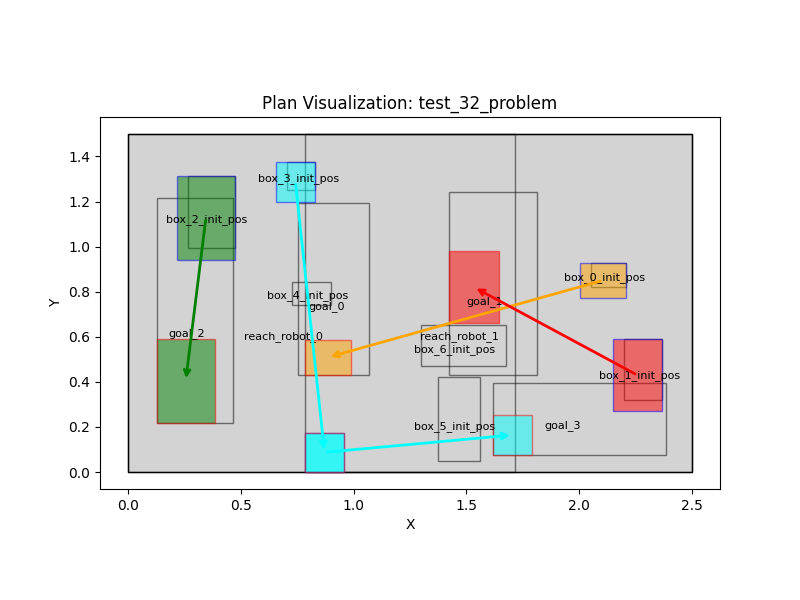 Plan Visualization: test_32_problem
Y
1.4
1.2
1.0
0.8
0.6
0.4
0.2
0.0
box_3_init_pos
box_2_init_pos
box_0_init_pos
box_4_init_pos
goal_1
goal_0
goal_2
reach_robot_0
reach_robot_1
box_6_init_pos
box_1_init_pos
box_5_init_pos
goal_3
0.0
0.5
1.0
1.5
2.0
2.5
X